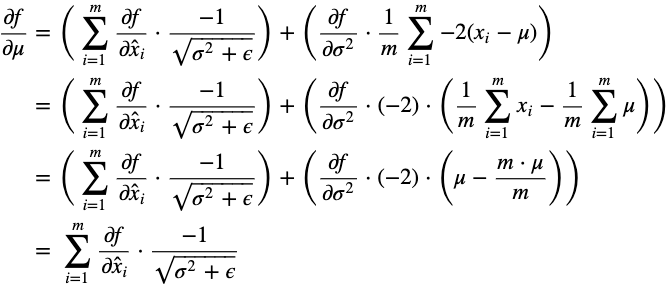 ∂f/∂μ = ( ∑_{i=1}^{m} ∂f/∂x̂_i · −1/√(σ² + ϵ) ) + ( ∂f/∂σ² · 1/m ∑_{i=1}^{m} −2(x_i − μ) )
= ( ∑_{i=1}^{m} ∂f/∂x̂_i · −1/√(σ² + ϵ) ) + ( ∂f/∂σ² · (−2) · ( 1/m ∑_{i=1}^{m} x_i − 1/m ∑_{i=1}^{m} μ ) )
= ( ∑_{i=1}^{m} ∂f/∂x̂_i · −1/√(σ² + ϵ) ) + ( ∂f/∂σ² · (−2) · ( μ − m · μ/m ) )
= ∑_{i=1}^{m} ∂f/∂x̂_i · −1/√(σ² + ϵ)